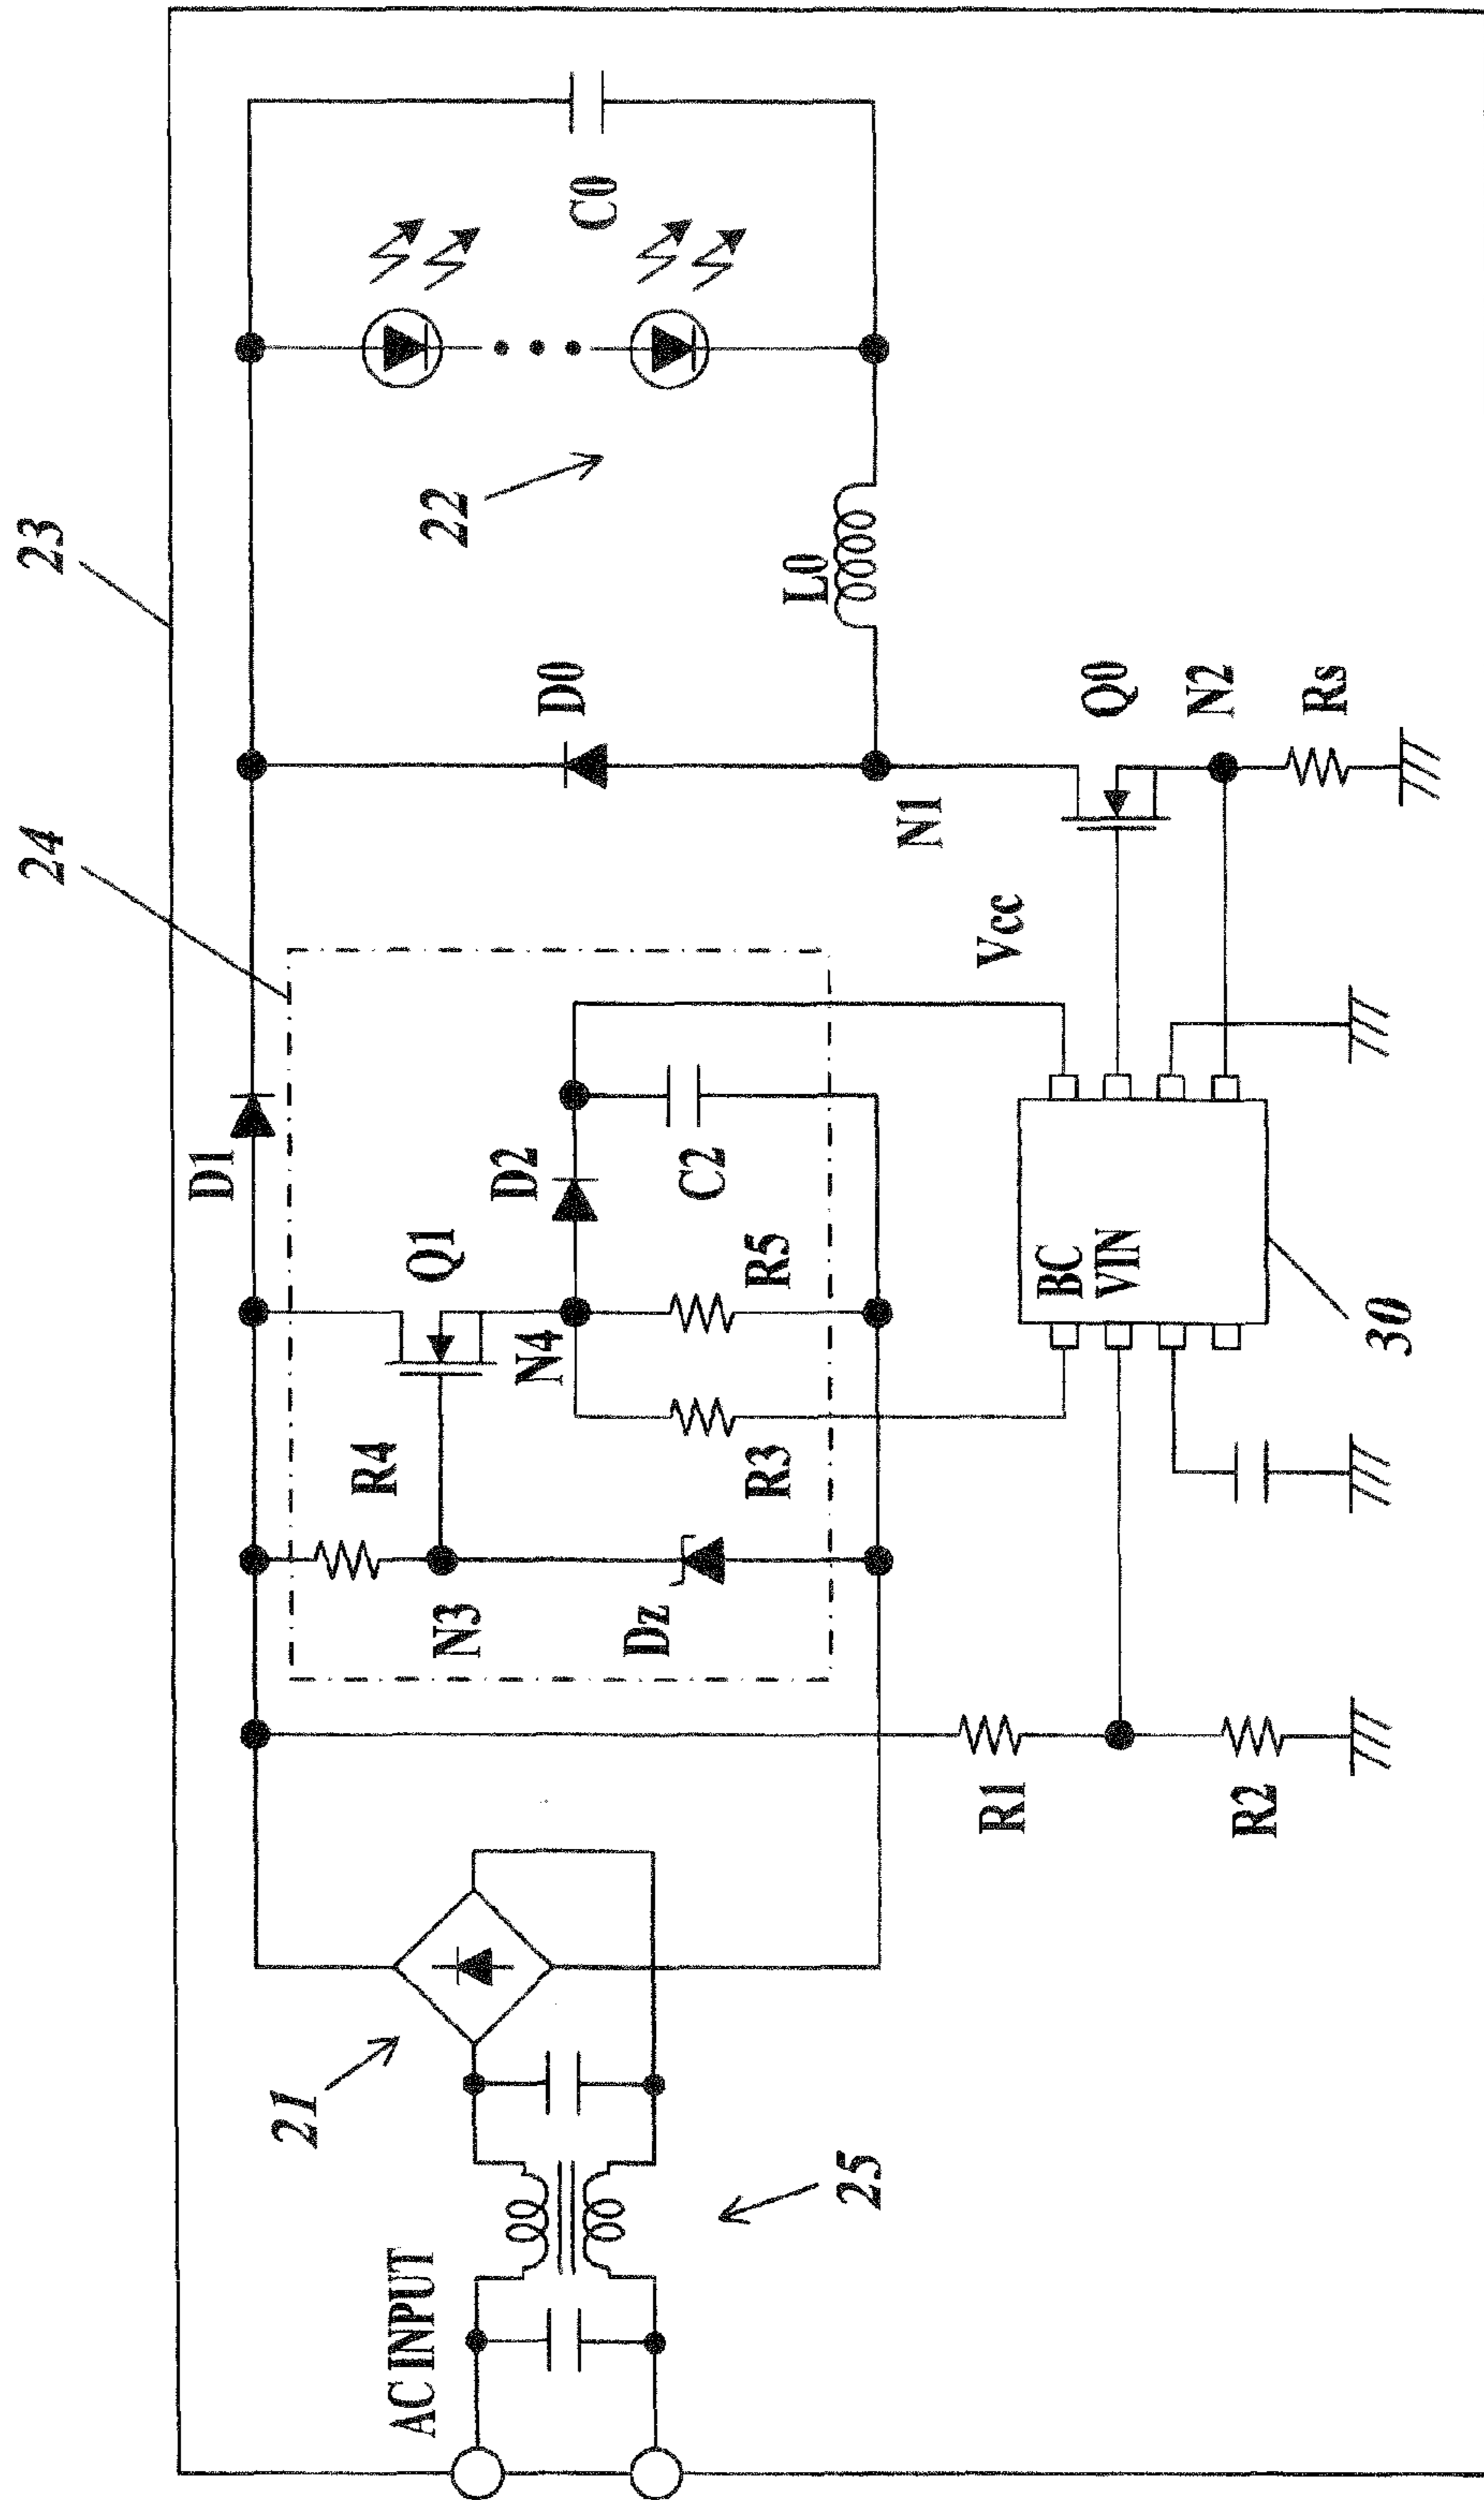 23
24
D1
D0
R4
Q1
N3
N4
D2
Dz
R3
R5
C2
C0
22
L0
N1
Vcc
Q0
N2
Rs
AC INPUT
21
25
R1
R2
BC
VIN
30